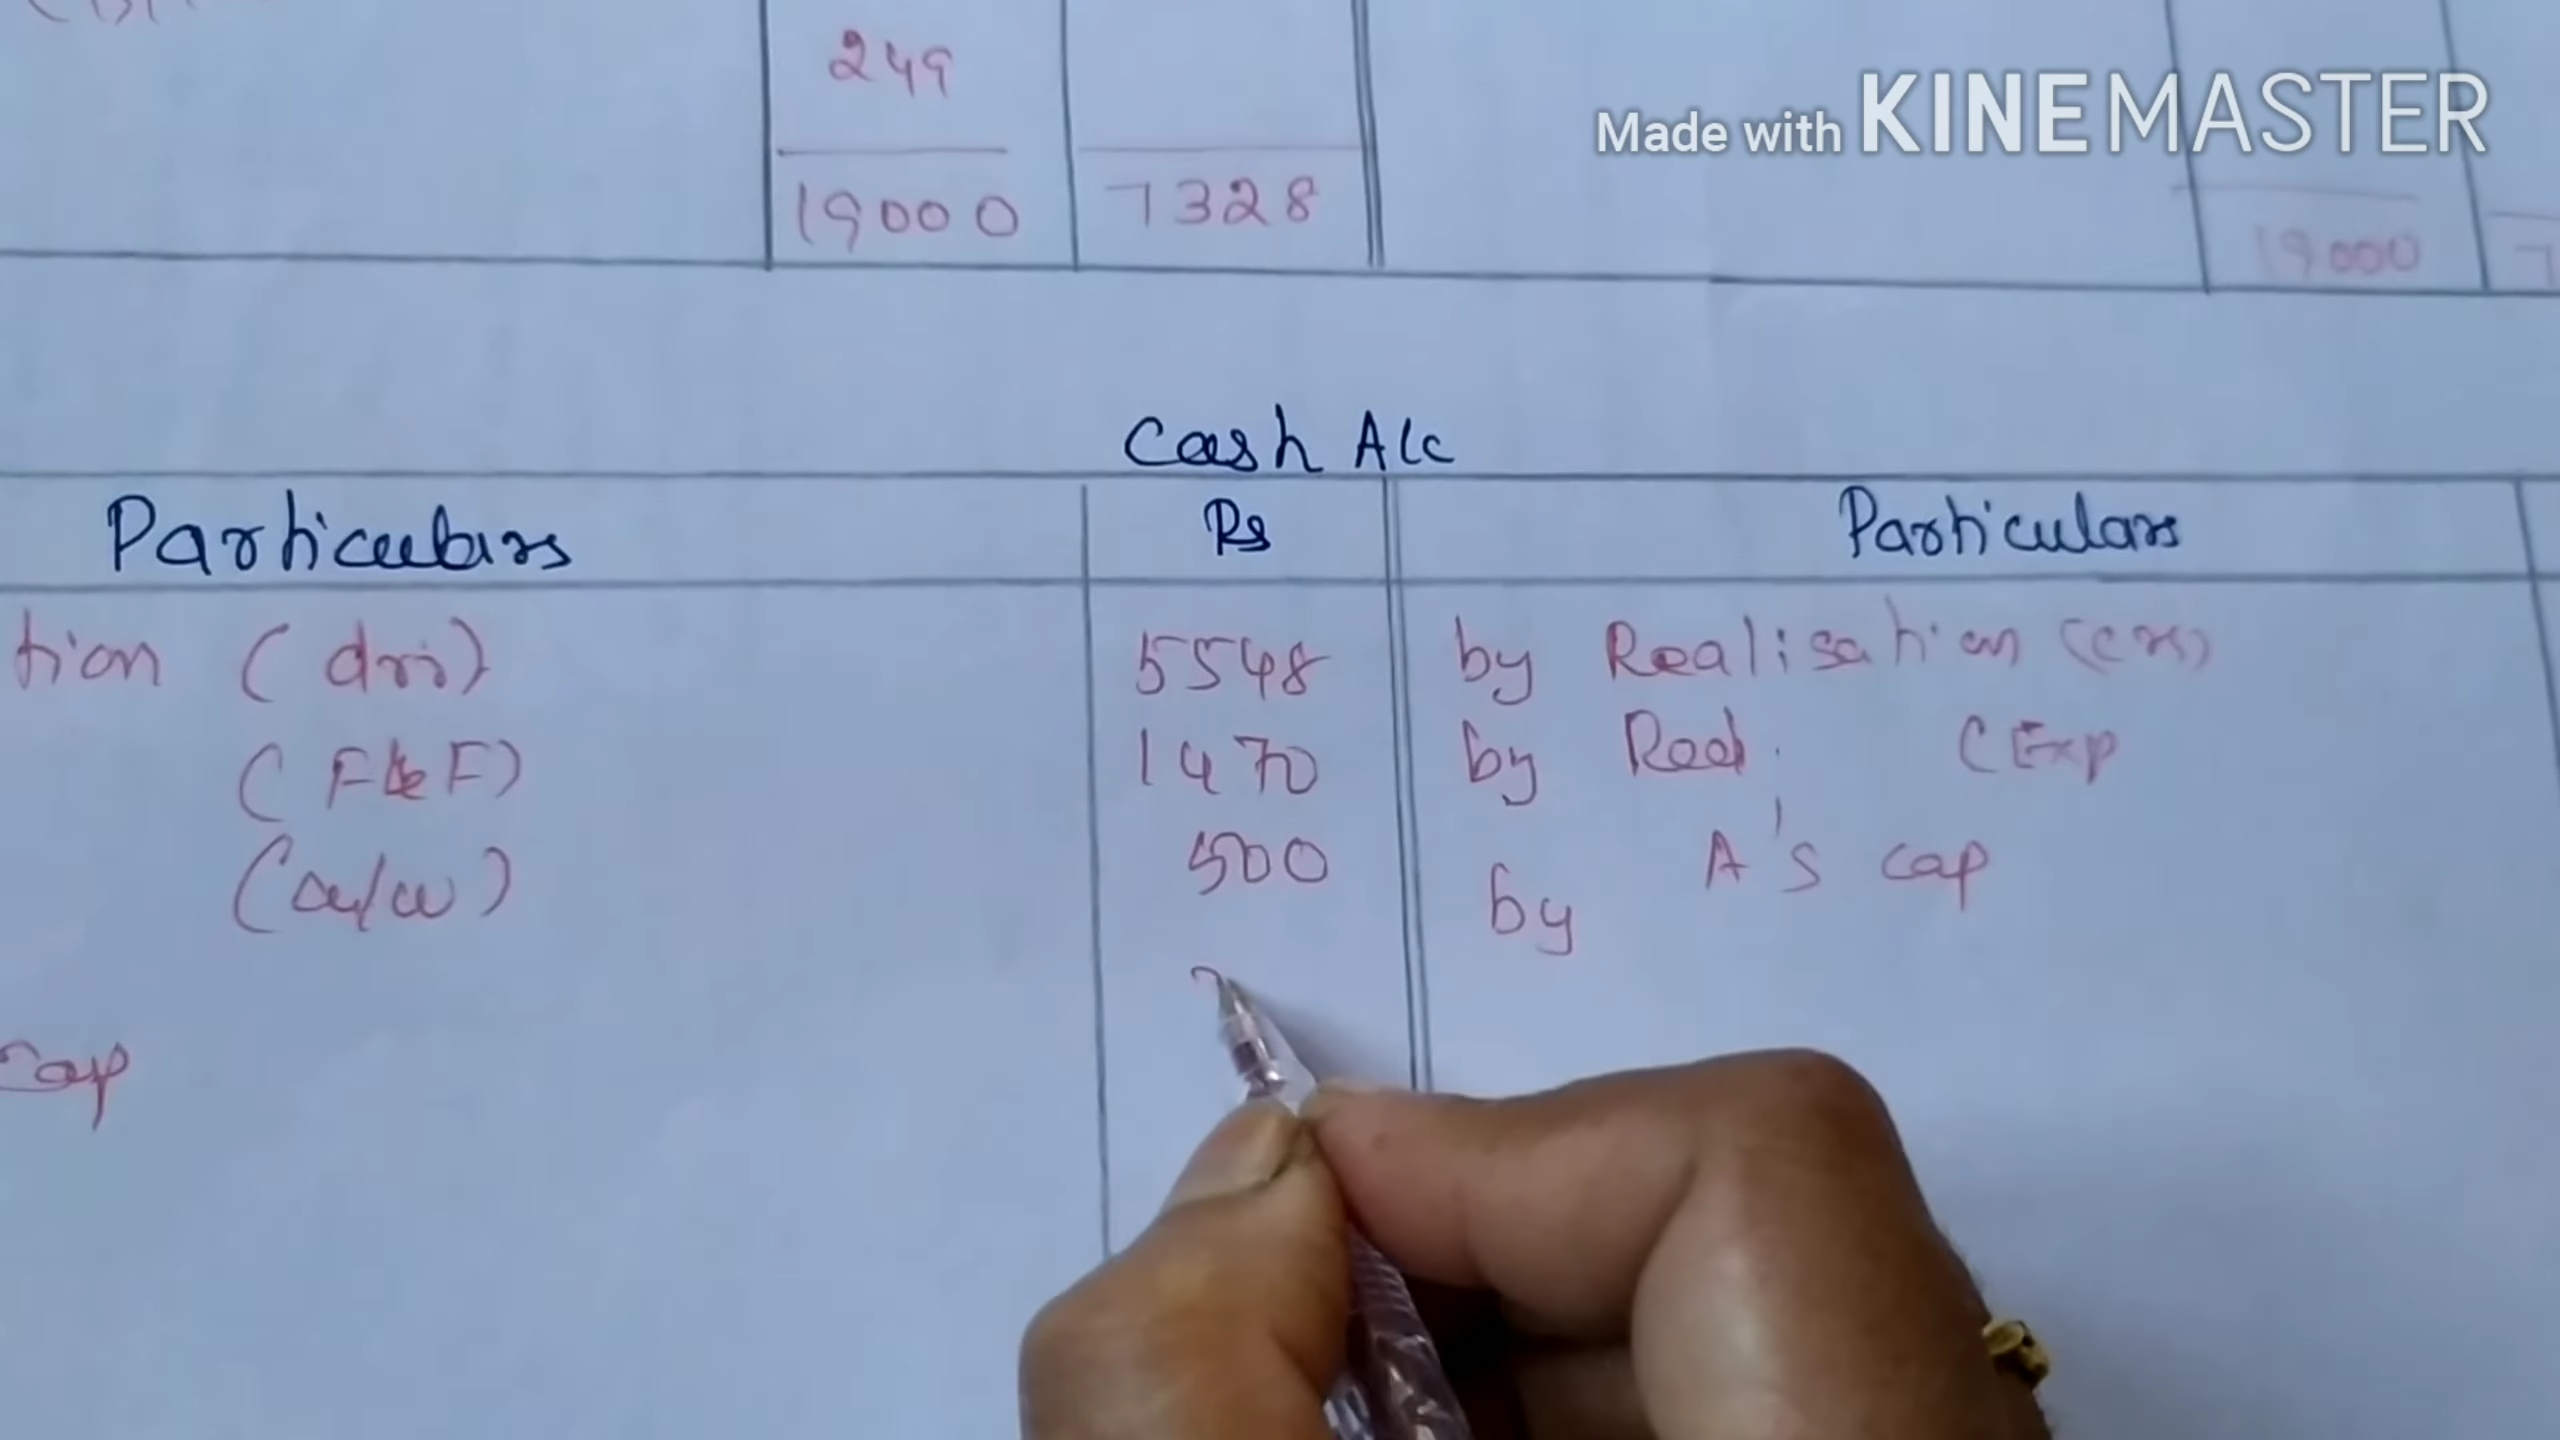 249
Made with KINEMASTER
19000 7328 19000 7
Cash A/c
Particulars Rs Particulars
tion (drs) 5548 by Realisation (crs)
(F&F) 1470 by Real. (Exp
500 by A's cap
Cap